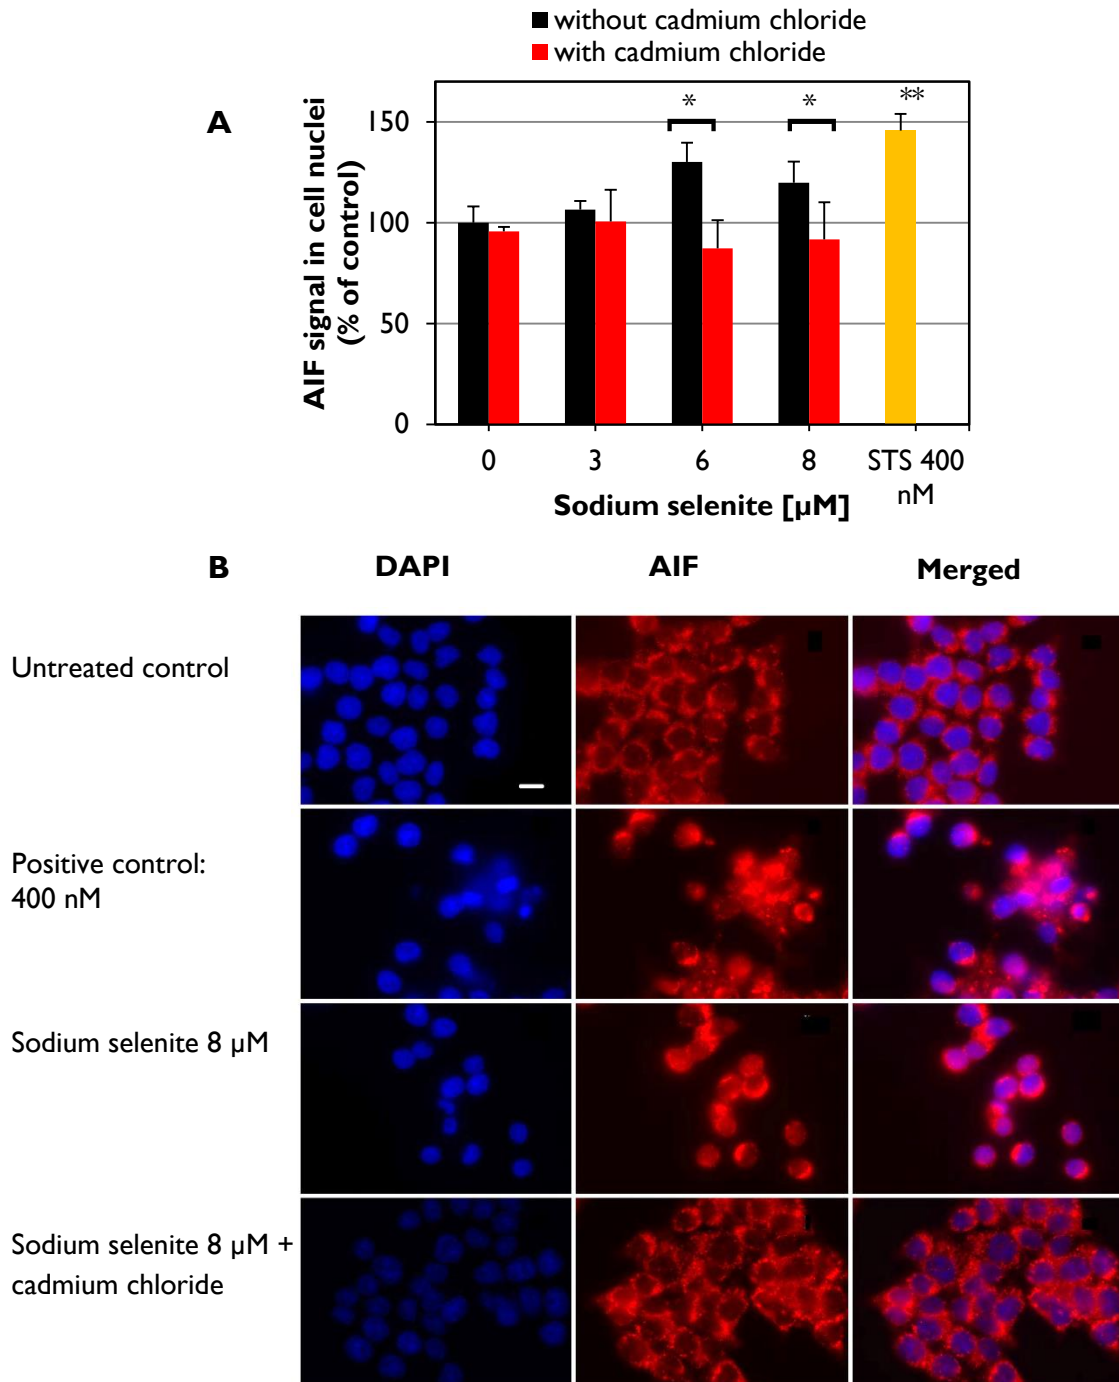 without cadmium chloride
with cadmium chloride
A
AIF signal in cell nuclei
(% of control)
150
100
50
0
*
*
**
0
3
6
8
STS 400
nM
Sodium selenite [µM]
B
DAPI
AIF
Merged
Untreated control
Positive control:
400 nM
Sodium selenite 8 µM
Sodium selenite 8 µM +
cadmium chloride